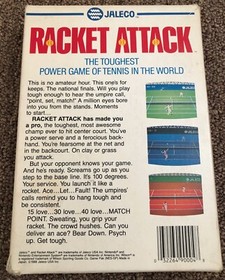 JALECO
RACKET ATTACK
THE TOUGHEST
POWER GAME OF TENNIS IN THE WORLD
This is no amateur hour. This one's for
keeps. The national finals. Will you play
tough enough to hear the umpire call,
"point, set, match!" A million eyes bore
into you from the stands. Moments
to start...
RACKET ATTACK has made you
a pro, the toughest, most awesome
champ ever to hit center court. You've
a power serve and a ferocious back-
hand. You're fearsome at the net and
in the backcourt. On clay or grass
you attack!
But your opponent knows your game.
And he's ready. Screams go up as you
step to the base line. It's 100 degrees.
Your service. You launch it like a
rocket. Ace...Let...Fault! The umpires'
calls remind you to hang tough and
be consistent.
15 love...30 love...40 love...MATCH
POINT. Sweating, you grip your
racket. The crowd hushes. Can you
deliver an ace? Bear Down. Psych
up. Get tough.